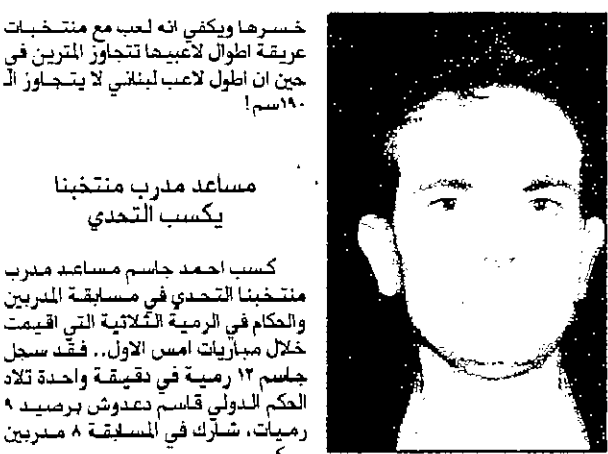 خسرها ويكفي انه لعب مع منتخبات
عريقة اطوال لاعبيها تتجاوز المترين في
حين ان اطول لاعب لبناني لا يتجاوز الـ
١٩٠سم!
مساعد مدرب منتخبنا
يكسب التحدي
كسب احمد جاسم مساعد مدرب
منتخبنا التحدي في مسابقة المدربين
والحكام في الرمية الثلاثية التي اقيمت
خلال مباريات امس الاول.. فقد سجل
جاسم ١٢ رمية في دقيقة واحدة تلاه
الحكم الدولي قاسم دعدوش برصيد ٩
رميات، شارك في المسابقة ٨ مدربين